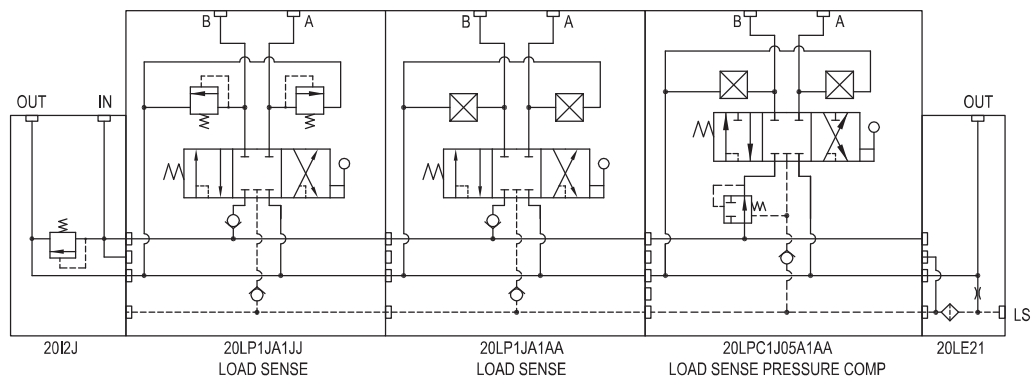 B A B A B A
OUT IN OUT
LS
20I2J 20LP1JA1JJ 20LP1JA1AA 20LPC1J05A1AA 20LE21
LOAD SENSE LOAD SENSE LOAD SENSE PRESSURE COMP